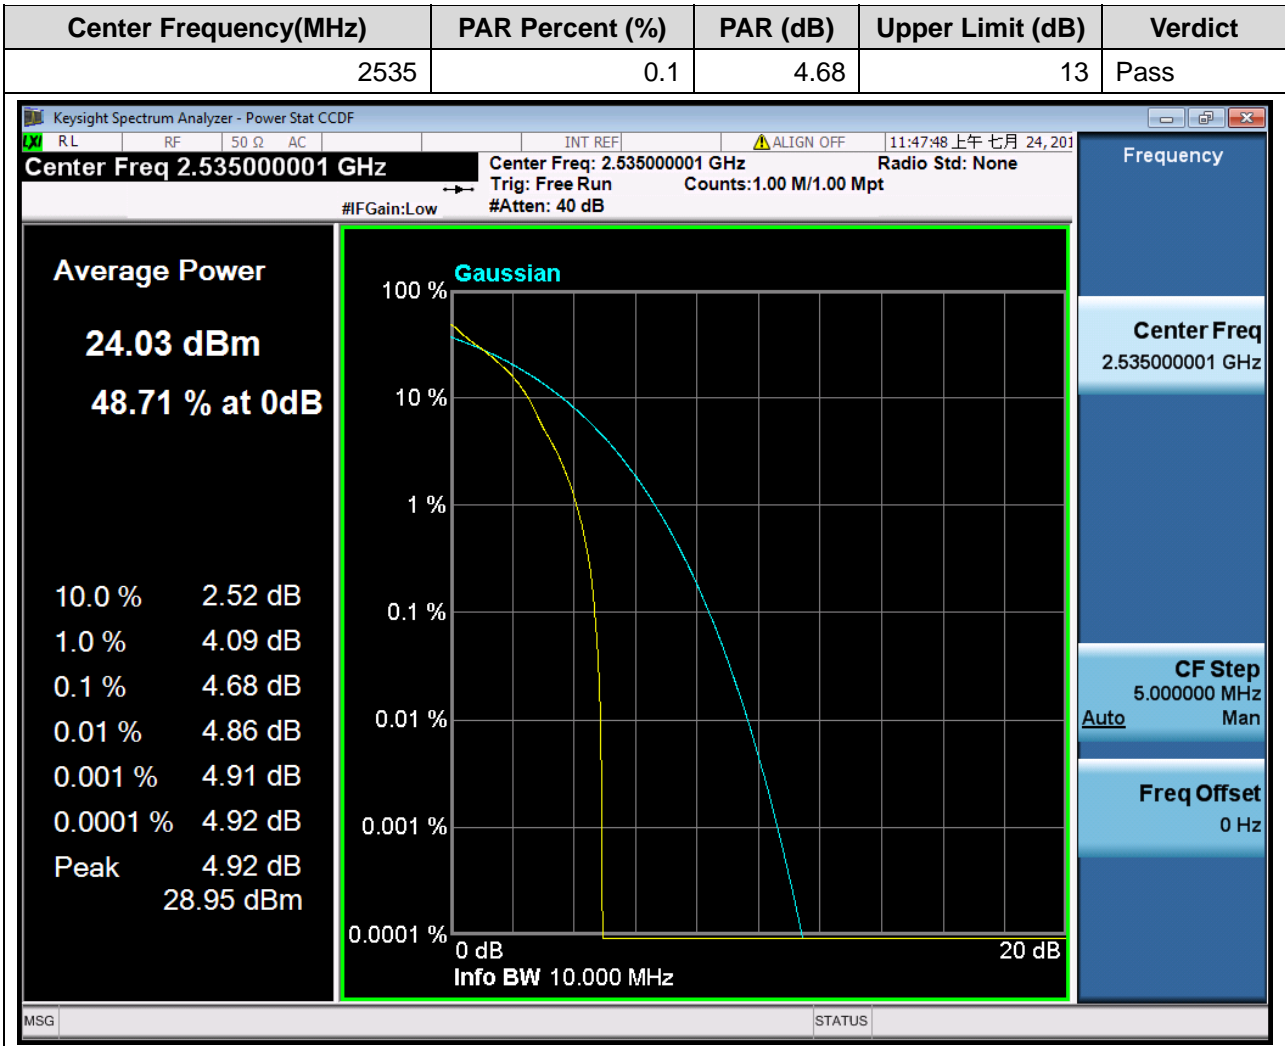 Center Frequency(MHz) PAR Percent (%) PAR (dB) Upper Limit (dB) Verdict
2535 0.1 4.68 13 Pass
Keysight Spectrum Analyzer - Power Stat CCDF
LXI RL RF 50 Ω AC INT REF ALIGN OFF 11:47:48 上午 七月 24, 201
Center Freq 2.535000001 GHz
Center Freq: 2.535000001 GHz Radio Std: None
Trig: Free Run Counts:1.00 M/1.00 Mpt
#IFGain:Low #Atten: 40 dB
Frequency
Average Power
24.03 dBm
48.71 % at 0dB
10.0 % 2.52 dB
1.0 % 4.09 dB
0.1 % 4.68 dB
0.01 % 4.86 dB
0.001 % 4.91 dB
0.0001 % 4.92 dB
Peak 4.92 dB
28.95 dBm
Gaussian
100 %
10 %
1 %
0.1 %
0.01 %
0.001 %
0.0001 %
0 dB 20 dB
Info BW 10.000 MHz
Center Freq
2.535000001 GHz
CF Step
5.000000 MHz
Auto Man
Freq Offset
0 Hz
MSG STATUS